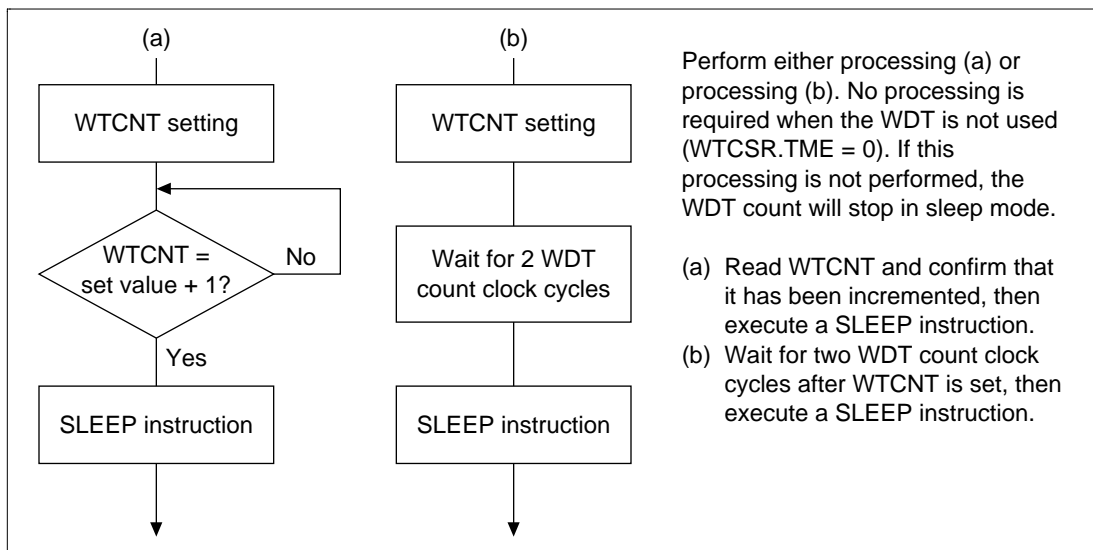 (a)
WTCNT setting
WTCNT =
set value + 1?
No
Yes
SLEEP instruction
(b)
WTCNT setting
Wait for 2 WDT
count clock cycles
SLEEP instruction
Perform either processing (a) or
processing (b). No processing is
required when the WDT is not used
(WTCSR.TME = 0). If this
processing is not performed, the
WDT count will stop in sleep mode.
(a) Read WTCNT and confirm that
it has been incremented, then
execute a SLEEP instruction.
(b) Wait for two WDT count clock
cycles after WTCNT is set, then
execute a SLEEP instruction.